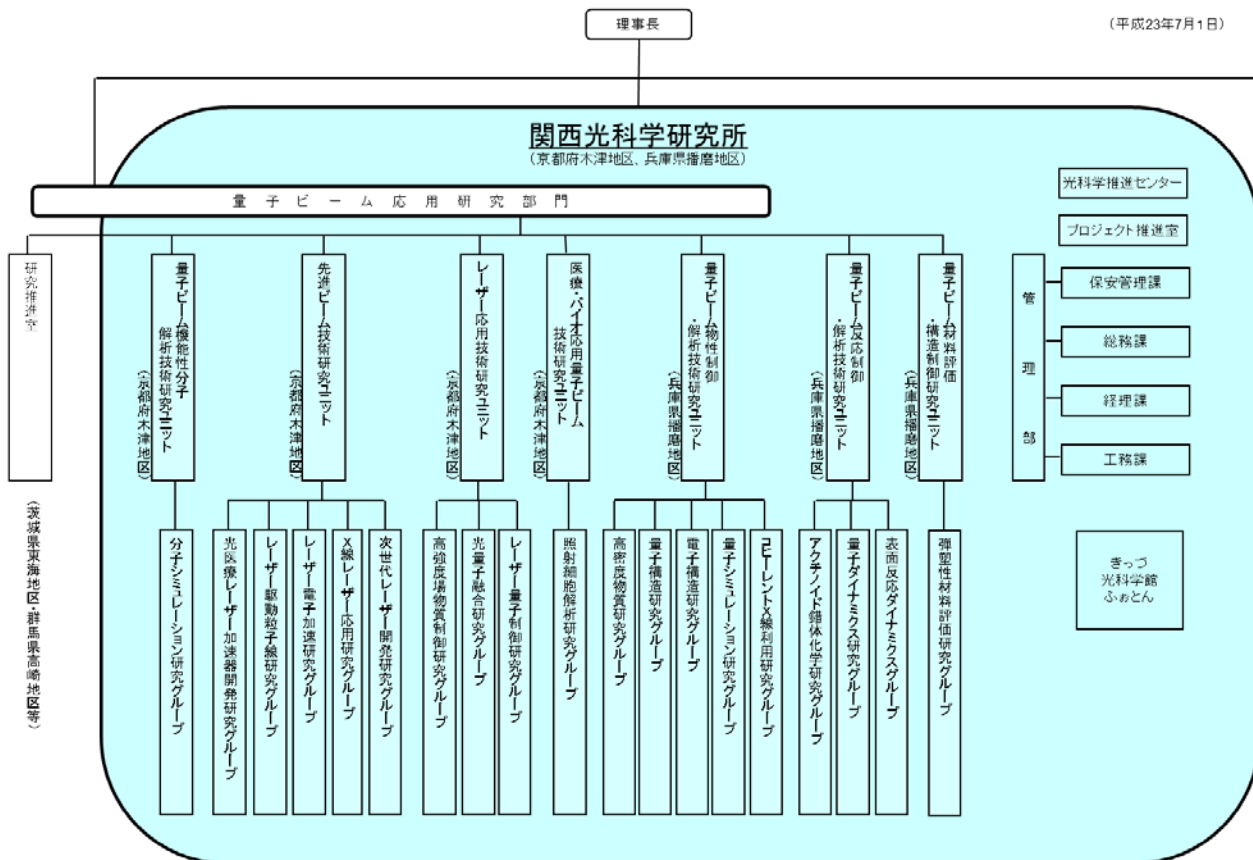 理事長
(平成23年7月1日)
関西光科学研究所
(京都府木津地区、兵庫県播磨地区)
量子ビーム応用研究部門
光科学推進センター
プロジェクト推進室
研究推進室
(茨城県東海地区・群馬県高崎地区等)
量子ビーム機能性分子
解析技術研究ユニット
(京都府木津地区)
先進ビーム技術研究ユニット
(京都府木津地区)
レーザー応用技術研究ユニット
(京都府木津地区)
医療・バイオ応用量子ビーム
技術研究ユニット
(京都府木津地区)
量子ビーム物性制御
・解析技術研究ユニット
(兵庫県播磨地区)
量子ビーム反応制御
・解析技術研究ユニット
(兵庫県播磨地区)
量子ビーム材料評価
・構造制御研究ユニット
(兵庫県播磨地区)
管理部
保安管理課
総務課
経理課
工務課
分子シミュレーション研究グループ
光医療レーザー加速器開発研究グループ
レーザー駆動粒子線研究グループ
レーザー電子加速研究グループ
X線レーザー応用研究グループ
次世代レーザー開発研究グループ
高強度場物質制御研究グループ
光量子融合研究グループ
レーザー量子制御研究グループ
照射細胞解析研究グループ
高密度物質研究グループ
量子構造研究グループ
電子構造研究グループ
量子シミュレーション研究グループ
コヒーレントX線利用研究グループ
アクチノイド錯体化学研究グループ
量子ダイナミクス研究グループ
表面反応ダイナミクスグループ
弾塑性材料評価研究グループ
きっづ
光科学館
ふぉとん